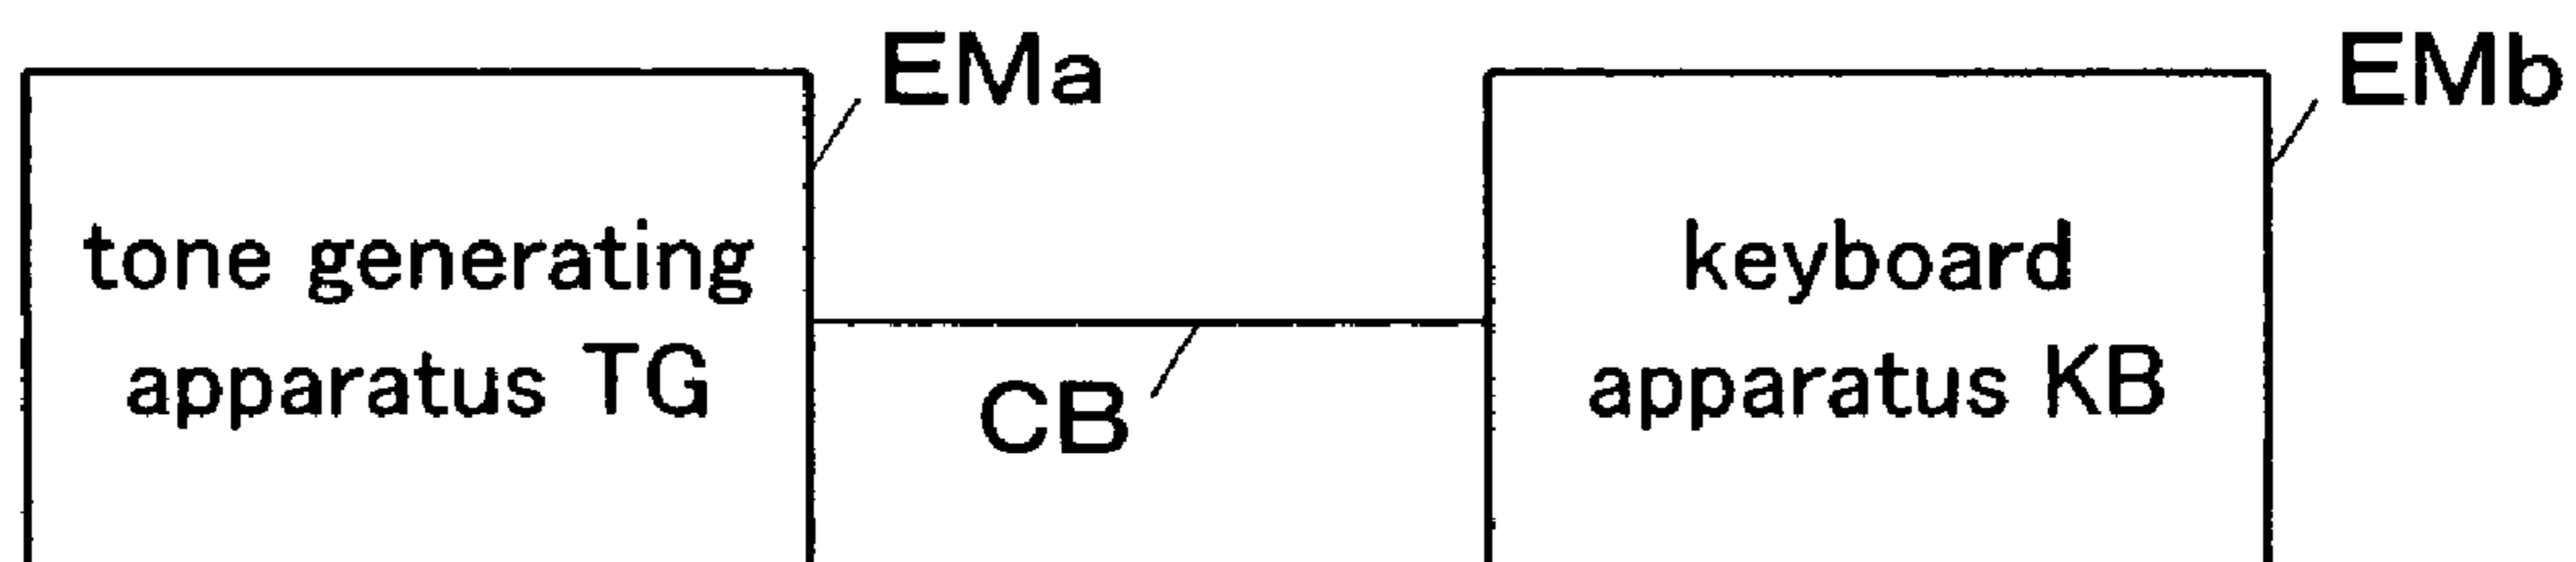 EMa
EMb
tone generating
apparatus TG
keyboard
apparatus KB
CB